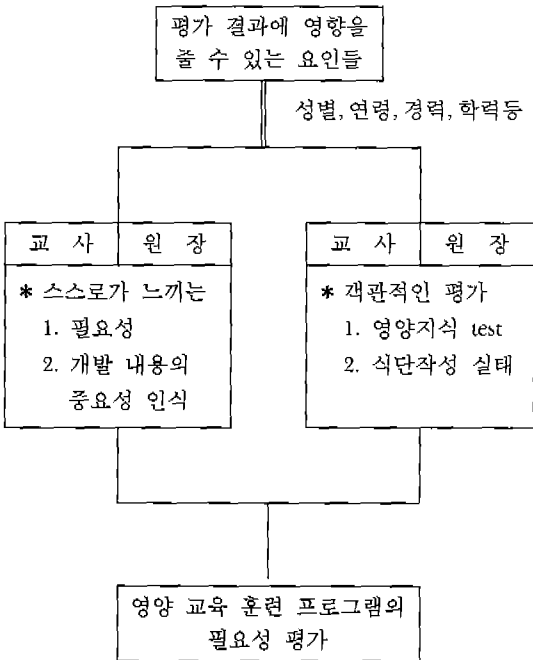 평가 결과에 영향을
줄 수 있는 요인들
성별, 연령, 경력, 학력등
교 사 원 장
* 스스로가 느끼는
1. 필요성
2. 개발 내용의
중요성 인식
교 사 원 장
* 객관적인 평가
1. 영양지식 test
2. 식단작성 실태
영양 교육 훈련 프로그램의
필요성 평가